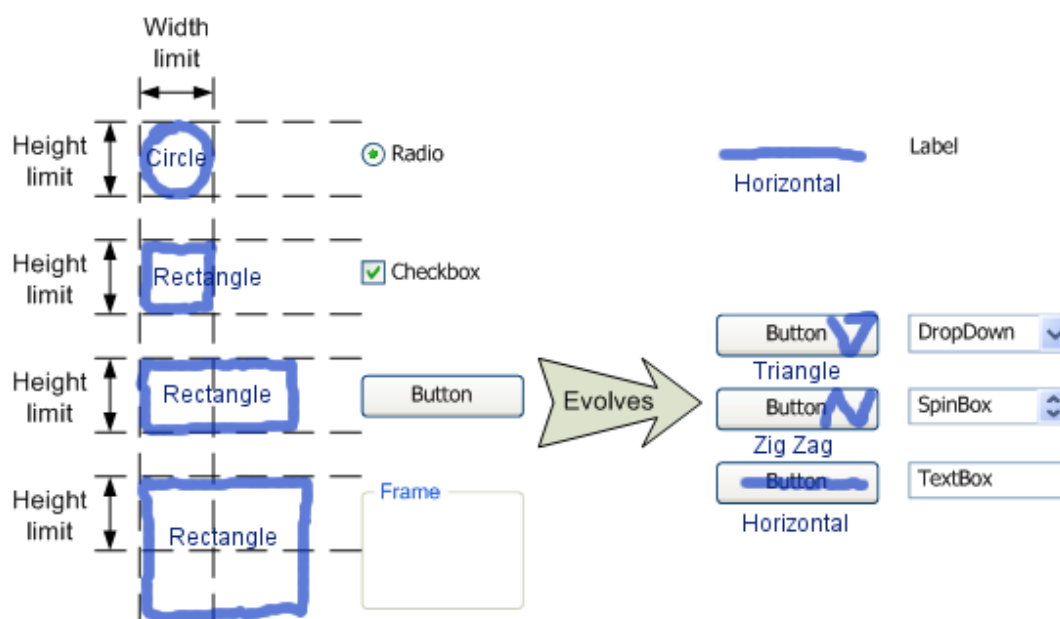 Width
limit
Height
limit
Circle
Radio
Label
Horizontal
Height
limit
Rectangle
Checkbox
Height
limit
Rectangle
Button
Evolves
Button
DropDown
Triangle
Button
SpinBox
Zig Zag
Button
TextBox
Horizontal
Height
limit
Rectangle
Frame